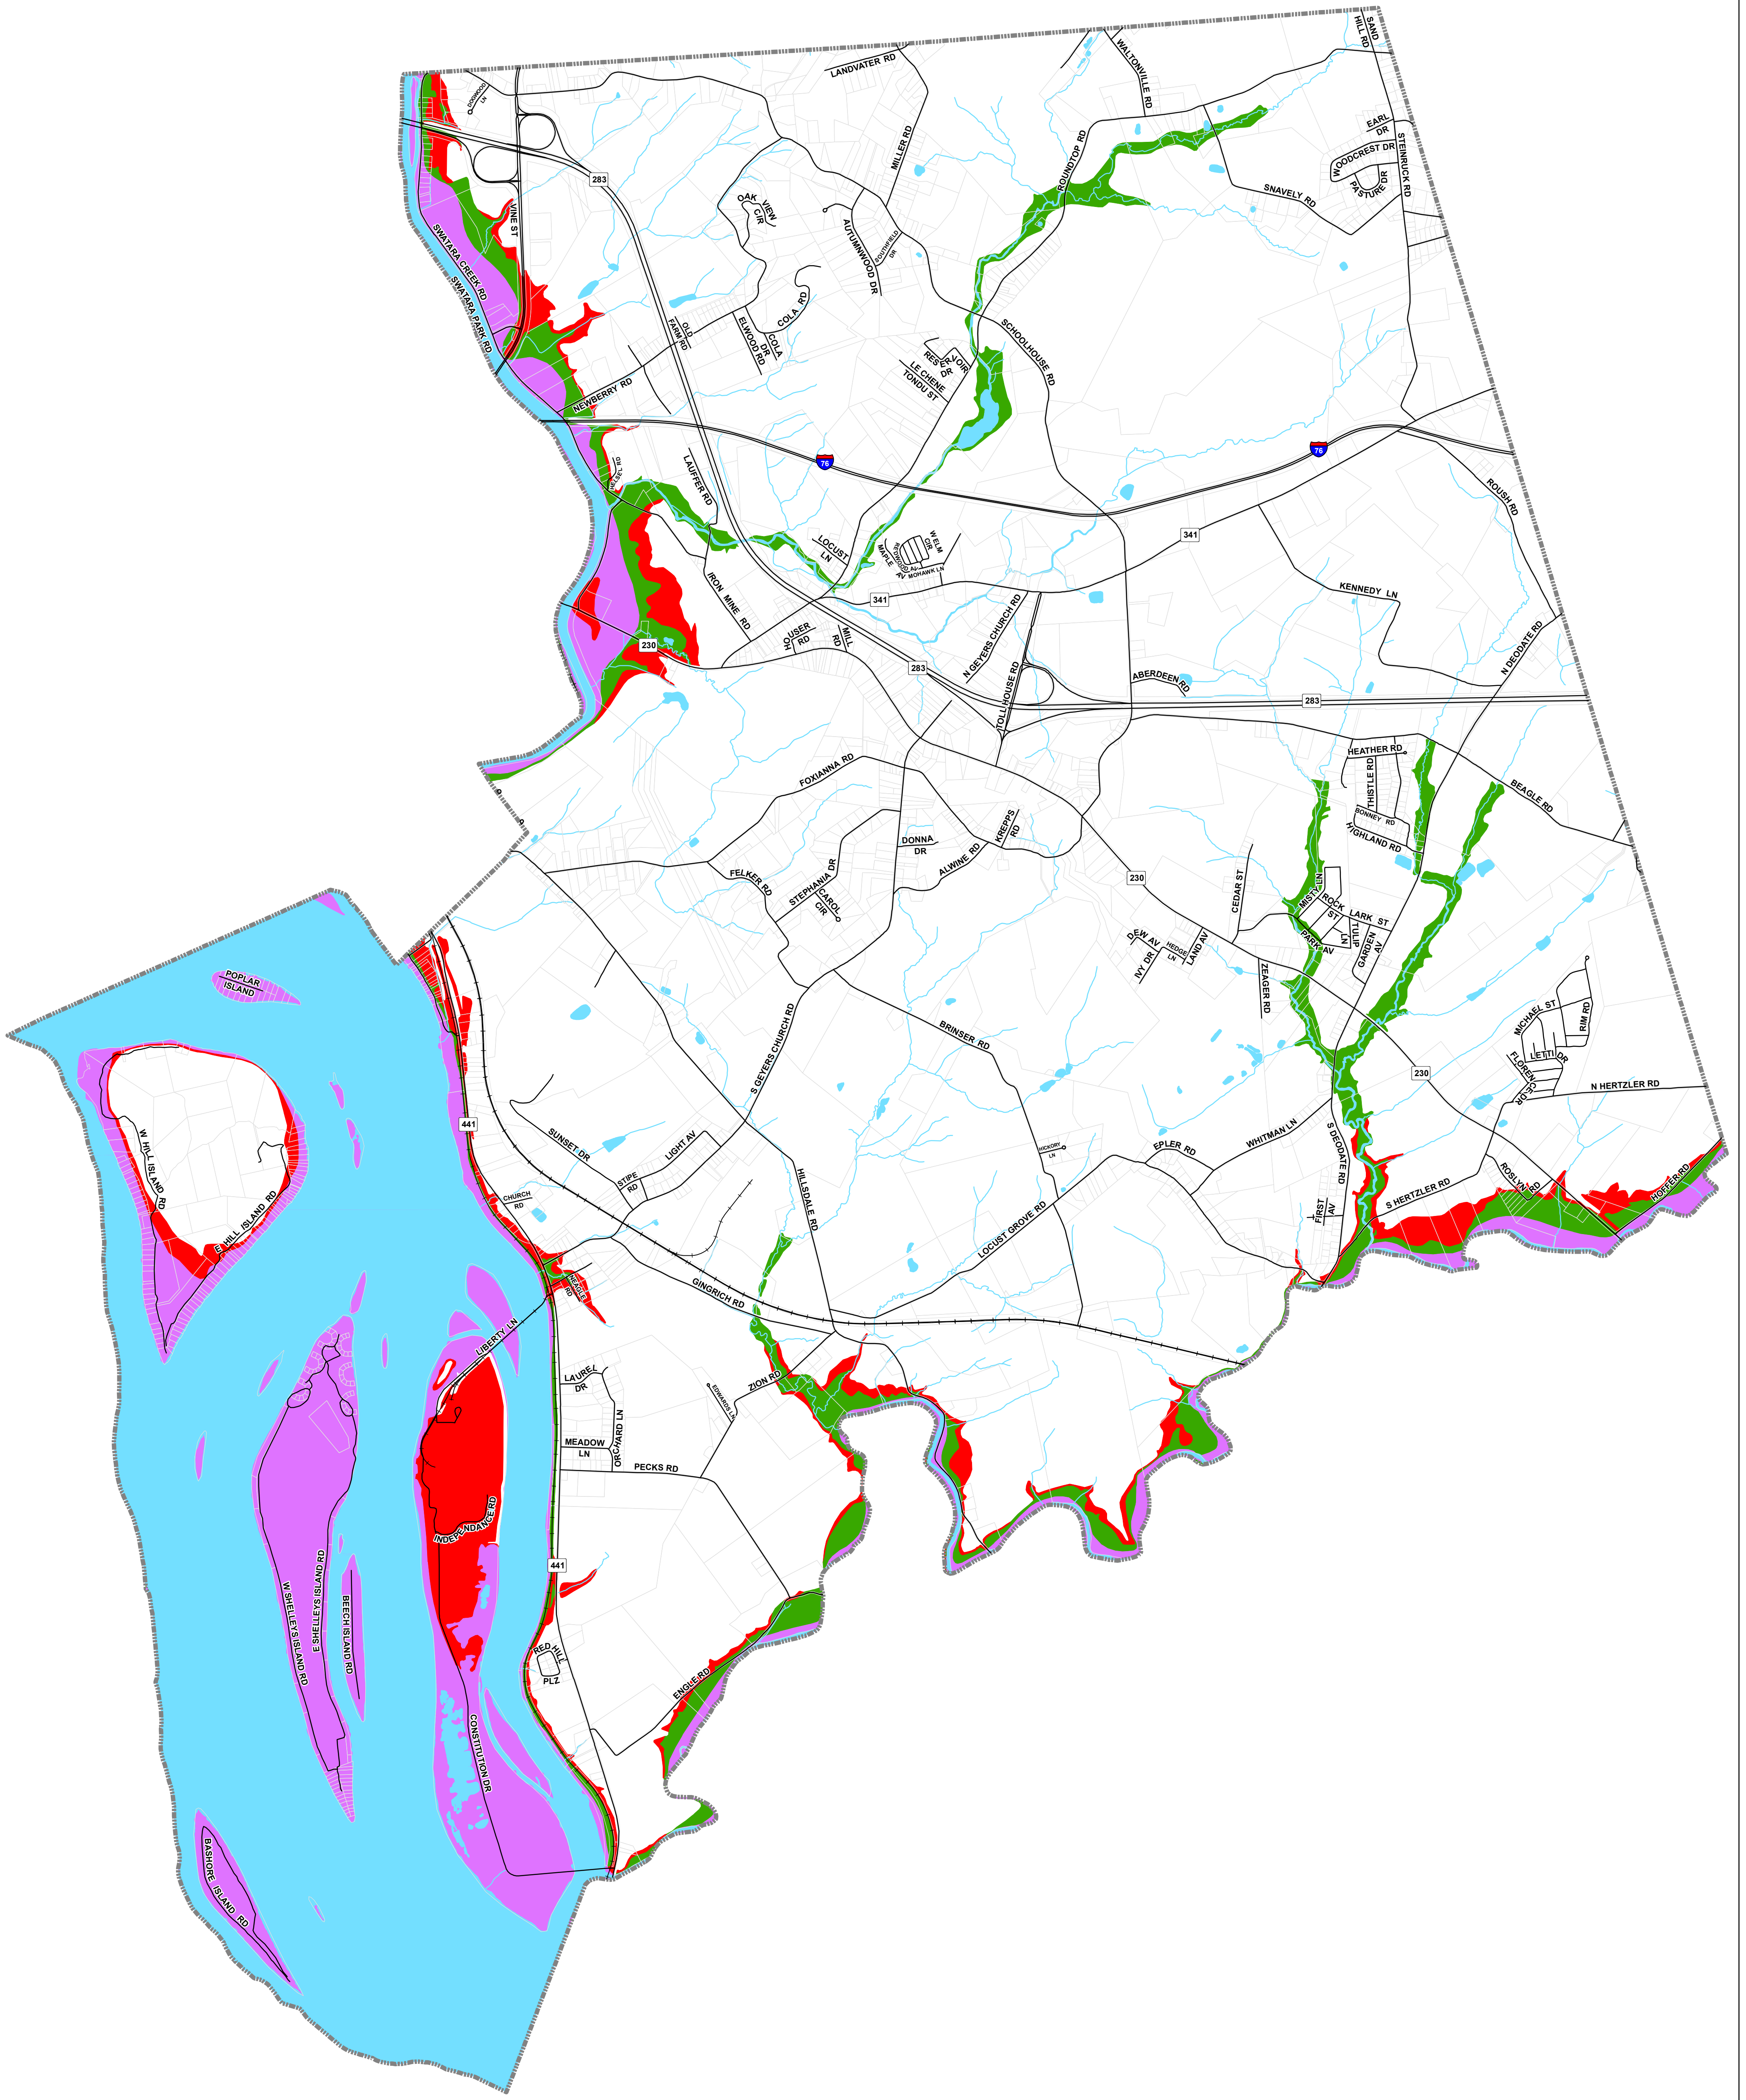 SAND
HILL RD
WALTONVILLE RD
LANDVATER RD
DOGWOOD
LN
MILLER RD
EARL
DR
WOODCREST DR
PASTURE DR
STEINRUCK RD
ROUNDTOP RD
SNAVELY RD
283
OAK VIEW
CIR
VINE ST
AUTUMNWOOD DR
SOUTHFIELD
DR
SWATARA CREEK RD
SWATARA PARK RD
OLD
FARM RD
ELWOOD RD
COLA
DR
COLA RD
SCHOOLHOUSE RD
RESERVOIR
DR
LE CHENE
TONDU ST
NEWBERRY RD
76
76
LAUFFER RD
ROUSH RD
341
LOCUST
LN
MAPLE
AV
REDWOOD
AV
W ELM
CIR
MOHAWK LN
341
IRON MINE RD
KENNEDY LN
HOUSER
RD
MILL
RD
N GEYERS CHURCH RD
N DEODATE RD
230
283
TOLLHOUSE RD
ABERDEEN RD
283
FOXIANNA RD
HEATHER RD
THISTLE RD
BONNEY RD
HIGHLAND RD
BEAGLE RD
DONNA
DR
KREPPS
RD
ALWINE RD
STEPHANIA DR
CAROL
CIR
FELKER RD
230
CEDAR ST
MISTY LN
ROCK
ST
LARK ST
TULIP
LN
GARDEN
AV
PARK AV
DEW AV
IVY DR
HEDGE
LN
LAND AV
ZEAGER RD
POPLAR
ISLAND
BRINSER RD
S GEYERS CHURCH RD
MICHAEL ST
RIM RD
LETTI DR
FLORENCE DR
230
N HERTZLER RD
441
W HILL ISLAND RD
E HILL ISLAND RD
SUNSET DR
LIGHT AV
STIPE
RD
CHURCH
RD
HICKORY
LN
EPLER RD
WHITMAN LN
S DEODATE RD
FIRST
AV
S HERTZLER RD
ROSLYN
RD
HOFFER RD
HILLSDALE RD
LOCUST GROVE RD
NEAGLE
RD
GINGRICH RD
LIBERTY LN
LAUREL
DR
ZION RD
EDWARDS LN
ORCHARD LN
MEADOW
LN
PECKS RD
INDEPENDANCE RD
441
W SHELLEYS ISLAND RD
E SHELLEYS ISLAND RD
BEECH ISLAND RD
RED HILL
PLZ
ENGLE RD
CONSTITUTION DR
BASHORE ISLAND RD